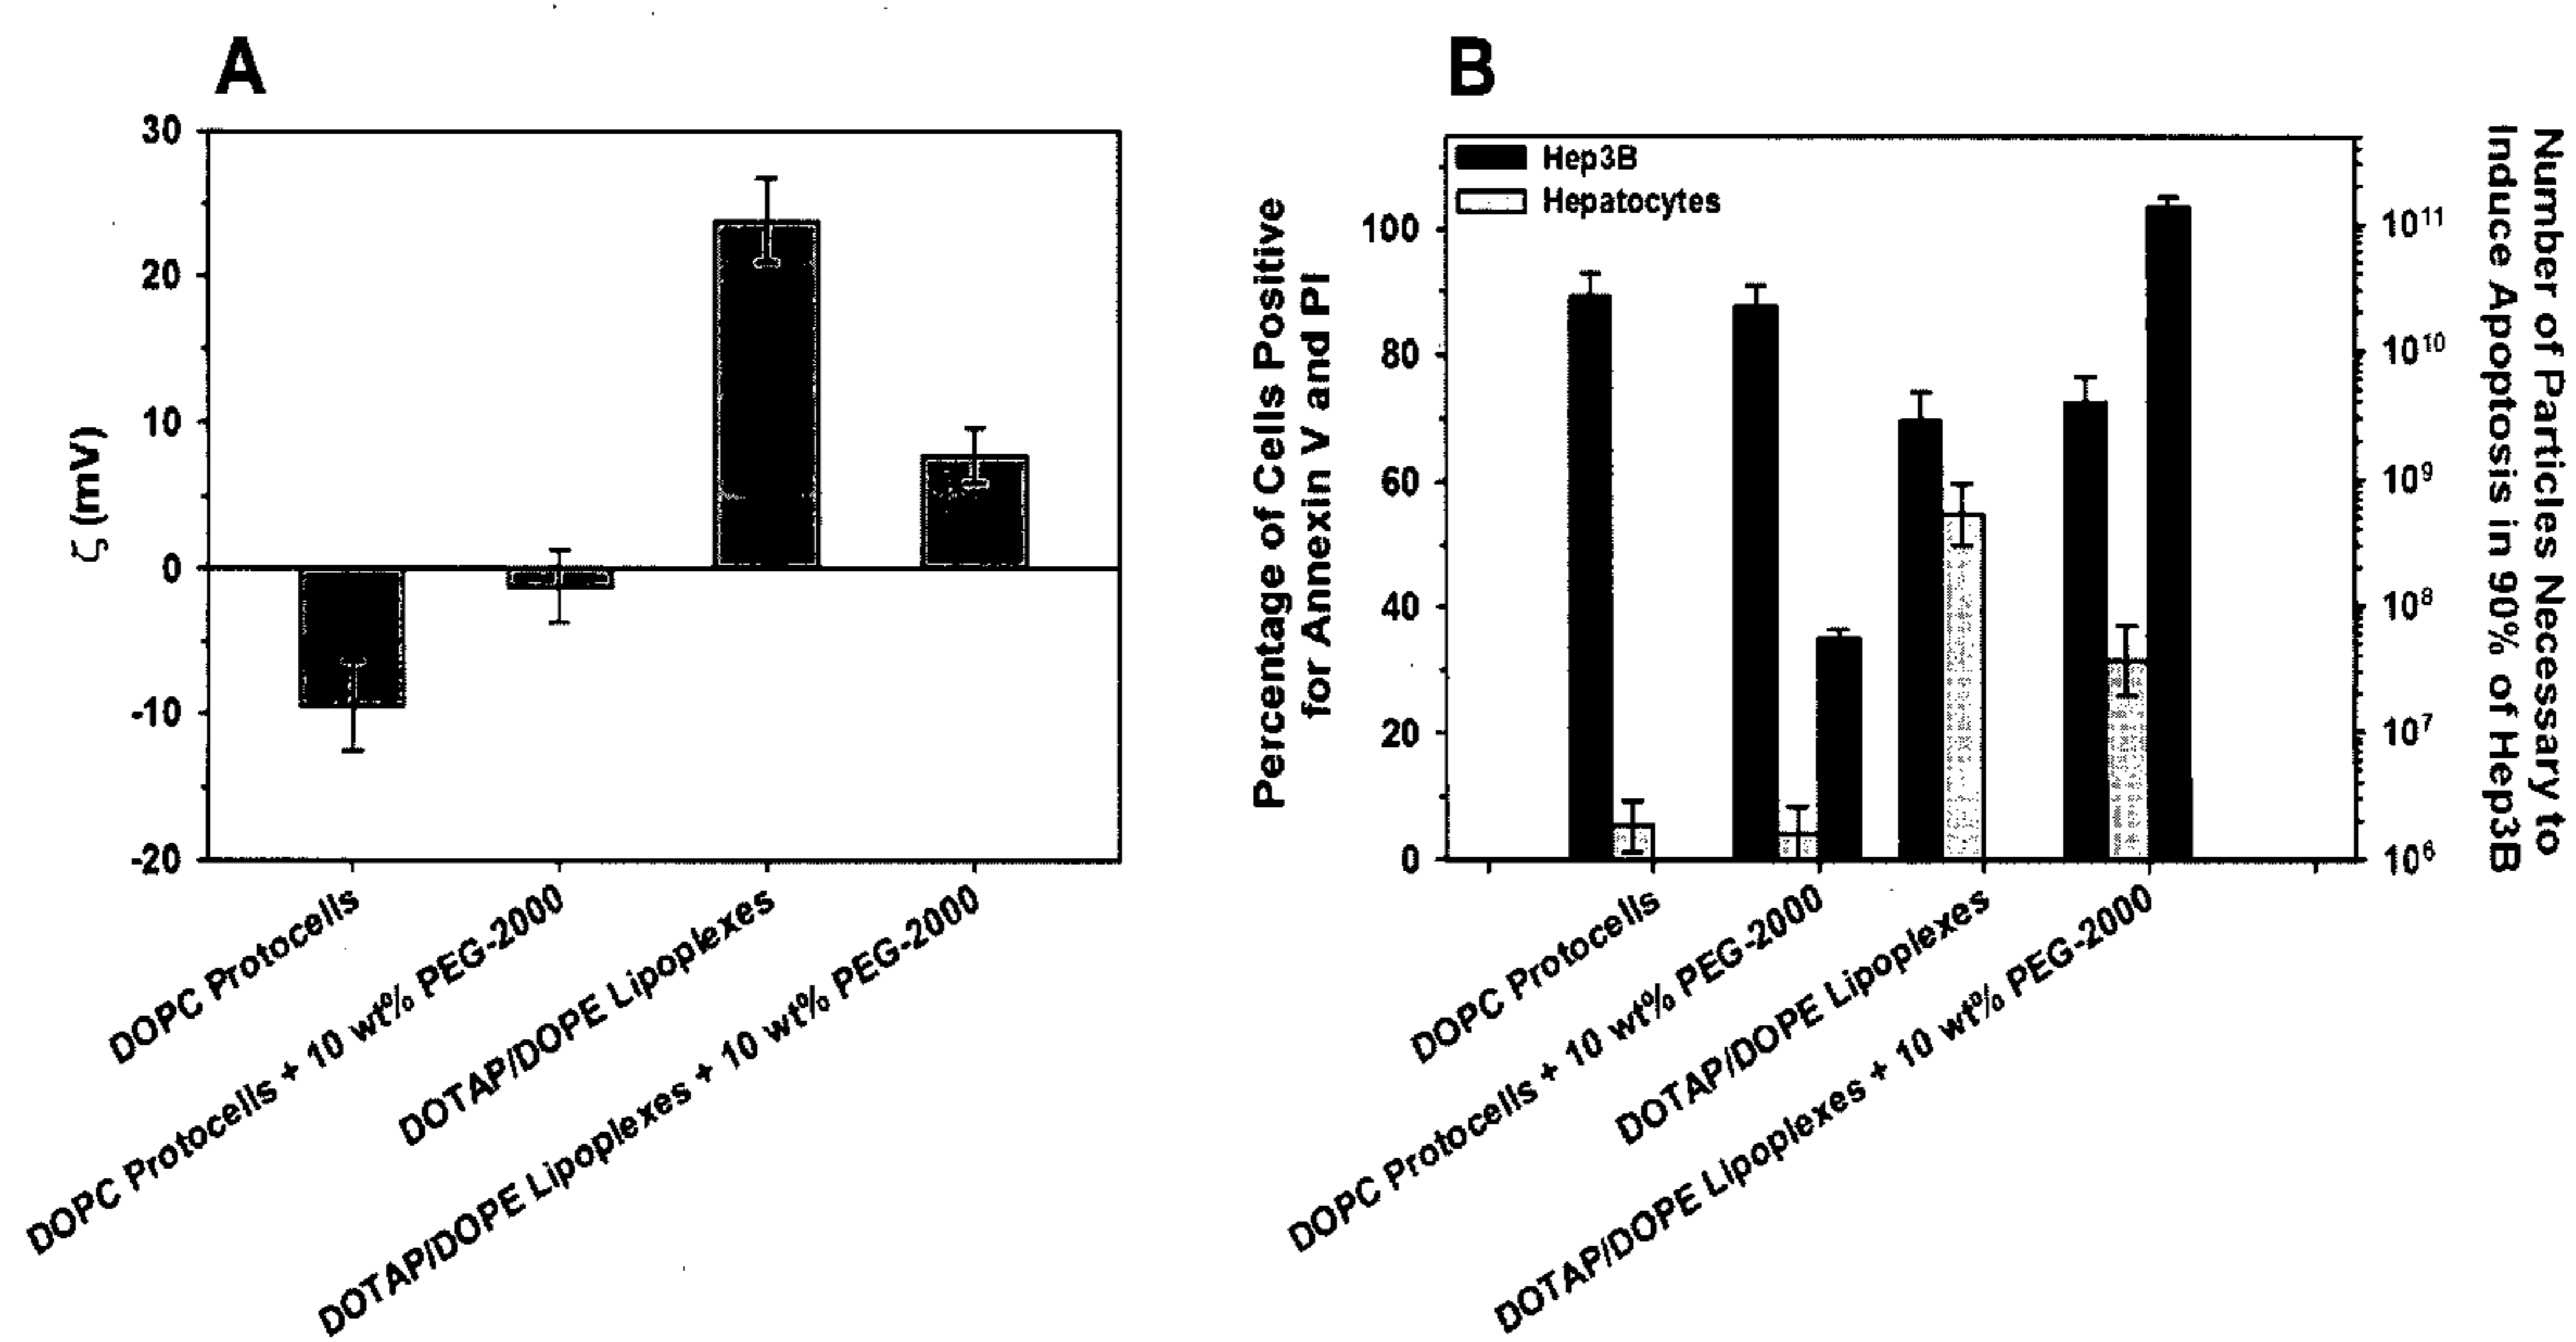 A
30
20
10
0
-10
-20
ζ (mV)
DOPC Protocells
DOPC Protocells + 10 wt% PEG-2000
DOTAP/DOPE Lipoplexes
DOTAP/DOPE Lipoplexes + 10 wt% PEG-2000
B
Hep3B
Hepatocytes
Percentage of Cells Positive
for Annexin V and PI
100
80
60
40
20
0
10¹¹
10¹⁰
10⁹
10⁸
10⁷
10⁶
Number of Particles Necessary to
Induce Apoptosis in 90% of Hep3B
DOPC Protocells
DOPC Protocells + 10 wt% PEG-2000
DOTAP/DOPE Lipoplexes
DOTAP/DOPE Lipoplexes + 10 wt% PEG-2000